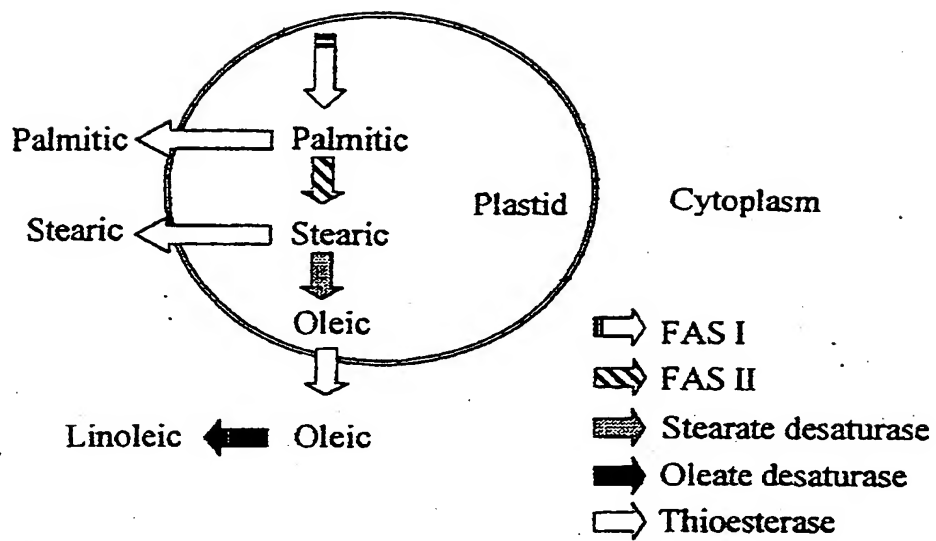 Palmitic Palmitic
Plastid Cytoplasm
Stearic Stearic
Oleic
Linoleic Oleic
FAS I
FAS II
Stearate desaturase
Oleate desaturase
Thioesterase